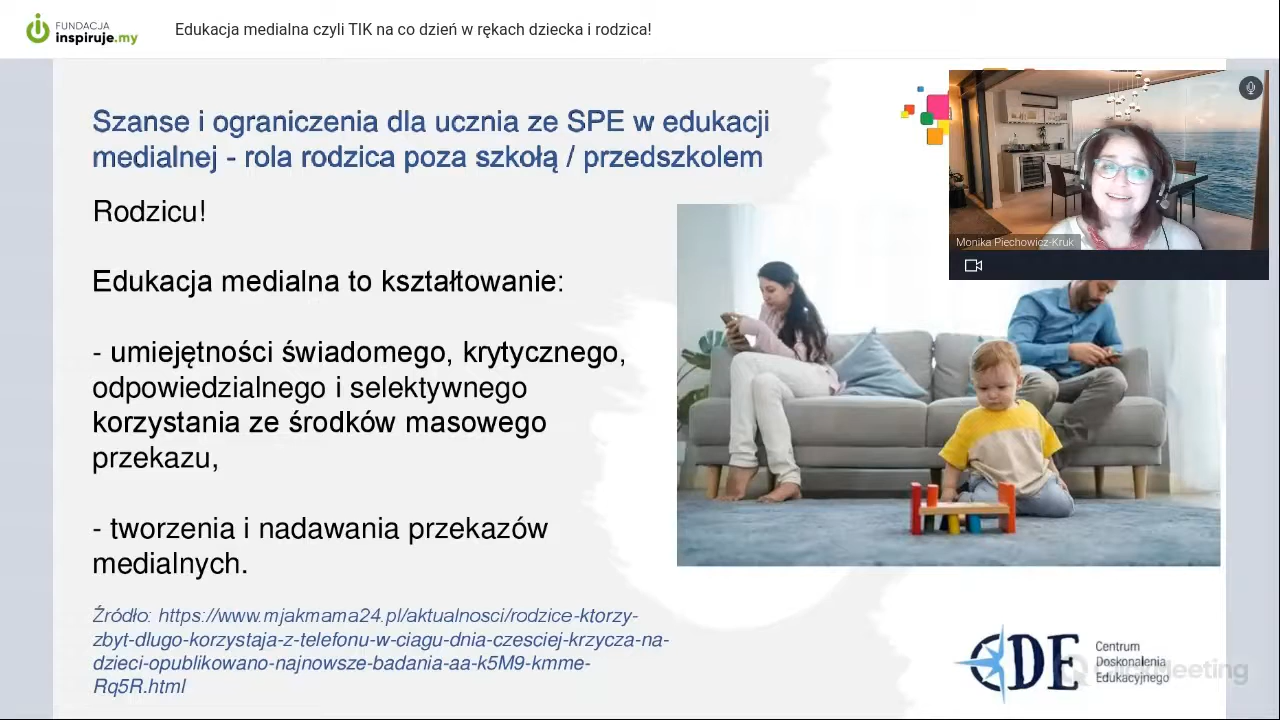 FUNDACJA
inspiruje.my
Edukacja medialna czyli TIK na co dzień w rękach dziecka i rodzica!
Szanse i ograniczenia dla ucznia ze SPE w edukacji
medialnej - rola rodzica poza szkołą / przedszkolem
Monika Piechowicz-Kruk
Rodzicu!
Edukacja medialna to kształtowanie:
- umiejętności świadomego, krytycznego,
odpowiedzialnego i selektywnego
korzystania ze środków masowego
przekazu,
- tworzenia i nadawania przekazów
medialnych.
Źródło: https://www.mjakmama24.pl/aktualnosci/rodzice-ktorzy-
zbyt-dlugo-korzystaja-z-telefonu-w-ciagu-dnia-czesciej-krzycza-na-
dzieci-opublikowano-najnowsze-badania-aa-k5M9-kmme-
Rq5R.html
CDE
Centrum
Doskonalenia
Edukacyjnego
ClickMeeting